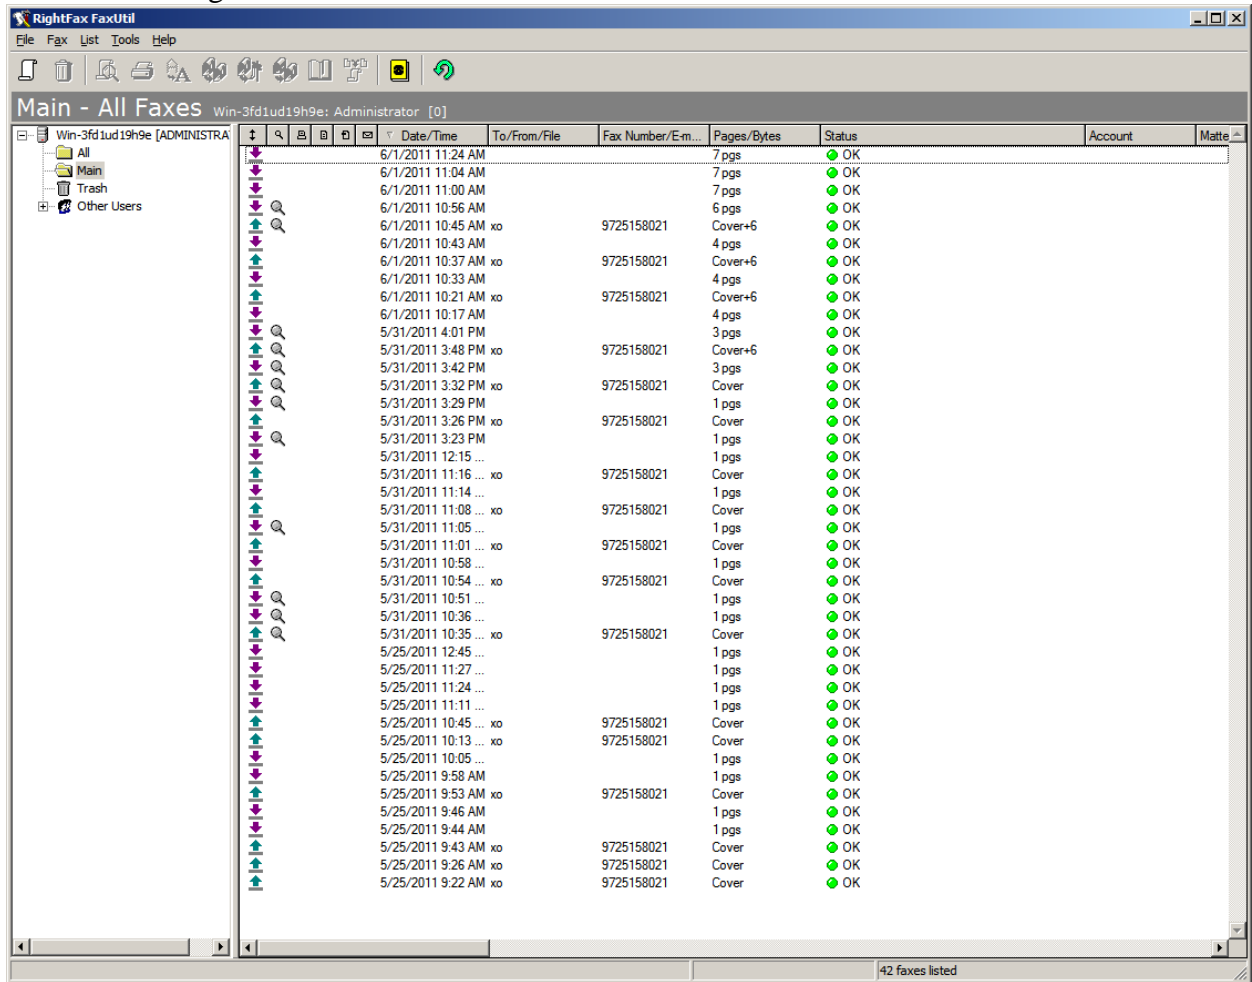 RightFax FaxUtil
File Fax List Tools Help
Main - All Faxes Win-3fd1ud19h9e: Administrator [0]
Win-3fd1ud19h9e [ADMINISTRA
All
Main
Trash
Other Users
Date/Time To/From/File Fax Number/E-m... Pages/Bytes Status Account Matte
6/1/2011 11:24 AM 7 pgs OK
6/1/2011 11:04 AM 7 pgs OK
6/1/2011 11:00 AM 7 pgs OK
6/1/2011 10:56 AM 6 pgs OK
6/1/2011 10:45 AM xo 9725158021 Cover+6 OK
6/1/2011 10:43 AM 4 pgs OK
6/1/2011 10:37 AM xo 9725158021 Cover+6 OK
6/1/2011 10:33 AM 4 pgs OK
6/1/2011 10:21 AM xo 9725158021 Cover+6 OK
6/1/2011 10:17 AM 4 pgs OK
5/31/2011 4:01 PM 3 pgs OK
5/31/2011 3:48 PM xo 9725158021 Cover+6 OK
5/31/2011 3:42 PM 3 pgs OK
5/31/2011 3:32 PM xo 9725158021 Cover OK
5/31/2011 3:29 PM 1 pgs OK
5/31/2011 3:26 PM xo 9725158021 Cover OK
5/31/2011 3:23 PM 1 pgs OK
5/31/2011 12:15 ... 1 pgs OK
5/31/2011 11:16 ... xo 9725158021 Cover OK
5/31/2011 11:14 ... 1 pgs OK
5/31/2011 11:08 ... xo 9725158021 Cover OK
5/31/2011 11:05 ... 1 pgs OK
5/31/2011 11:01 ... xo 9725158021 Cover OK
5/31/2011 10:58 ... 1 pgs OK
5/31/2011 10:54 ... xo 9725158021 Cover OK
5/31/2011 10:51 ... 1 pgs OK
5/31/2011 10:36 ... 1 pgs OK
5/31/2011 10:35 ... xo 9725158021 Cover OK
5/25/2011 12:45 ... 1 pgs OK
5/25/2011 11:27 ... 1 pgs OK
5/25/2011 11:24 ... 1 pgs OK
5/25/2011 11:11 ... 1 pgs OK
5/25/2011 10:45 ... xo 9725158021 Cover OK
5/25/2011 10:13 ... xo 9725158021 Cover OK
5/25/2011 10:05 ... 1 pgs OK
5/25/2011 9:58 AM 1 pgs OK
5/25/2011 9:53 AM xo 9725158021 Cover OK
5/25/2011 9:46 AM 1 pgs OK
5/25/2011 9:44 AM 1 pgs OK
5/25/2011 9:43 AM xo 9725158021 Cover OK
5/25/2011 9:26 AM xo 9725158021 Cover OK
5/25/2011 9:22 AM xo 9725158021 Cover OK
42 faxes listed